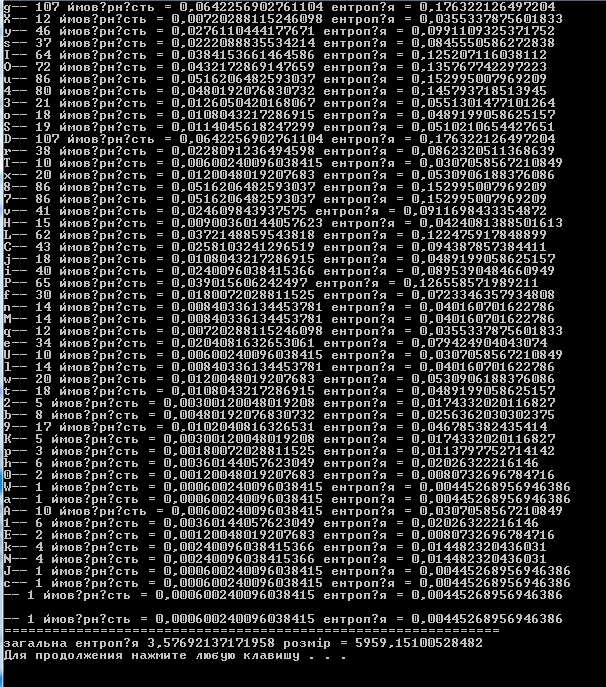 g-- 107 ймов?рн?сть = 0,0642256902761104 ентроп?я = 0,176322126497204
X-- 12 ймов?рн?сть = 0,00720288115246098 ентроп?я = 0,0355337875601833
y-- 46 ймов?рн?сть = 0,0276110444177671 ентроп?я = 0,0991109325371752
s-- 37 ймов?рн?сть = 0,0222088835534214 ентроп?я = 0,0845550586272838
I-- 64 ймов?рн?сть = 0,0384153661464586 ентроп?я = 0,125207116038112
O-- 72 ймов?рн?сть = 0,0432172869147659 ентроп?я = 0,135767742297223
u-- 86 ймов?рн?сть = 0,0516206482593037 ентроп?я = 0,152995007969209
4-- 80 ймов?рн?сть = 0,0480192076830732 ентроп?я = 0,145793718513945
3-- 21 ймов?рн?сть = 0,0126050420168067 ентроп?я = 0,0551301477101264
o-- 18 ймов?рн?сть = 0,0108043217286915 ентроп?я = 0,0489199058625157
S-- 19 ймов?рн?сть = 0,0114045618247299 ентроп?я = 0,0510210654427651
D-- 107 ймов?рн?сть = 0,0642256902761104 ентроп?я = 0,176322126497204
r-- 38 ймов?рн?сть = 0,0228091236494598 ентроп?я = 0,0862320511368639
T-- 10 ймов?рн?сть = 0,00600240096038415 ентроп?я = 0,0307058567210849
x-- 20 ймов?рн?сть = 0,0120048019207683 ентроп?я = 0,0530906188376086
8-- 86 ймов?рн?сть = 0,0516206482593037 ентроп?я = 0,152995007969209
7-- 86 ймов?рн?сть = 0,0516206482593037 ентроп?я = 0,152995007969209
v-- 41 ймов?рн?сть = 0,024609843937575 ентроп?я = 0,0911698433354872
H-- 15 ймов?рн?сть = 0,00900360144057623 ентроп?я = 0,0424081388501613
L-- 62 ймов?рн?сть = 0,0372148859543818 ентроп?я = 0,122475917848899
C-- 43 ймов?рн?сть = 0,0258103241296519 ентроп?я = 0,094387857384411
j-- 18 ймов?рн?сть = 0,0108043217286915 ентроп?я = 0,0489199058625157
i-- 40 ймов?рн?сть = 0,0240096038415366 ентроп?я = 0,0895390484660949
P-- 65 ймов?рн?сть = 0,039015606242497 ентроп?я = 0,126558571989211
f-- 30 ймов?рн?сть = 0,0180072028811525 ентроп?я = 0,0723346357934808
n-- 14 ймов?рн?сть = 0,00840336134453781 ентроп?я = 0,040160701622786
M-- 14 ймов?рн?сть = 0,00840336134453781 ентроп?я = 0,040160701622786
q-- 12 ймов?рн?сть = 0,00720288115246098 ентроп?я = 0,0355337875601833
e-- 34 ймов?рн?сть = 0,0204081632653061 ентроп?я = 0,079424904043074
U-- 10 ймов?рн?сть = 0,00600240096038415 ентроп?я = 0,0307058567210849
l-- 14 ймов?рн?сть = 0,00840336134453781 ентроп?я = 0,040160701622786
w-- 20 ймов?рн?сть = 0,0120048019207683 ентроп?я = 0,0530906188376086
t-- 18 ймов?рн?сть = 0,0108043217286915 ентроп?я = 0,0489199058625157
2-- 5 ймов?рн?сть = 0,00300120048019208 ентроп?я = 0,0174332020116827
b-- 8 ймов?рн?сть = 0,00480192076830732 ентроп?я = 0,0256362030302375
9-- 17 ймов?рн?сть = 0,0102040816326531 ентроп?я = 0,046785382435414
K-- 5 ймов?рн?сть = 0,00300120048019208 ентроп?я = 0,0174332020116827
p-- 3 ймов?рн?сть = 0,00180072028811525 ентроп?я = 0,0113797752714142
h-- 6 ймов?рн?сть = 0,00360144057623049 ентроп?я = 0,02026322216146
0-- 2 ймов?рн?сть = 0,00120048019207683 ентроп?я = 0,0080732696784716
W-- 1 ймов?рн?сть = 0,000600240096038415 ентроп?я = 0,00445268956946386
a-- 1 ймов?рн?сть = 0,000600240096038415 ентроп?я = 0,00445268956946386
A-- 10 ймов?рн?сть = 0,00600240096038415 ентроп?я = 0,0307058567210849
1-- 6 ймов?рн?сть = 0,00360144057623049 ентроп?я = 0,02026322216146
E-- 2 ймов?рн?сть = 0,00120048019207683 ентроп?я = 0,0080732696784716
k-- 4 ймов?рн?сть = 0,00240096038415366 ентроп?я = 0,014482320436031
N-- 4 ймов?рн?сть = 0,00240096038415366 ентроп?я = 0,014482320436031
J-- 1 ймов?рн?сть = 0,000600240096038415 ентроп?я = 0,00445268956946386
c-- 1 ймов?рн?сть = 0,000600240096038415 ентроп?я = 0,00445268956946386
-- 1 ймов?рн?сть = 0,000600240096038415 ентроп?я = 0,00445268956946386
-- 1 ймов?рн?сть = 0,000600240096038415 ентроп?я = 0,00445268956946386
============================================================
загальна ентроп?я 3,57692137171958 розмір = 5959,15100528482
Для продолжения нажмите любую клавишу . . .